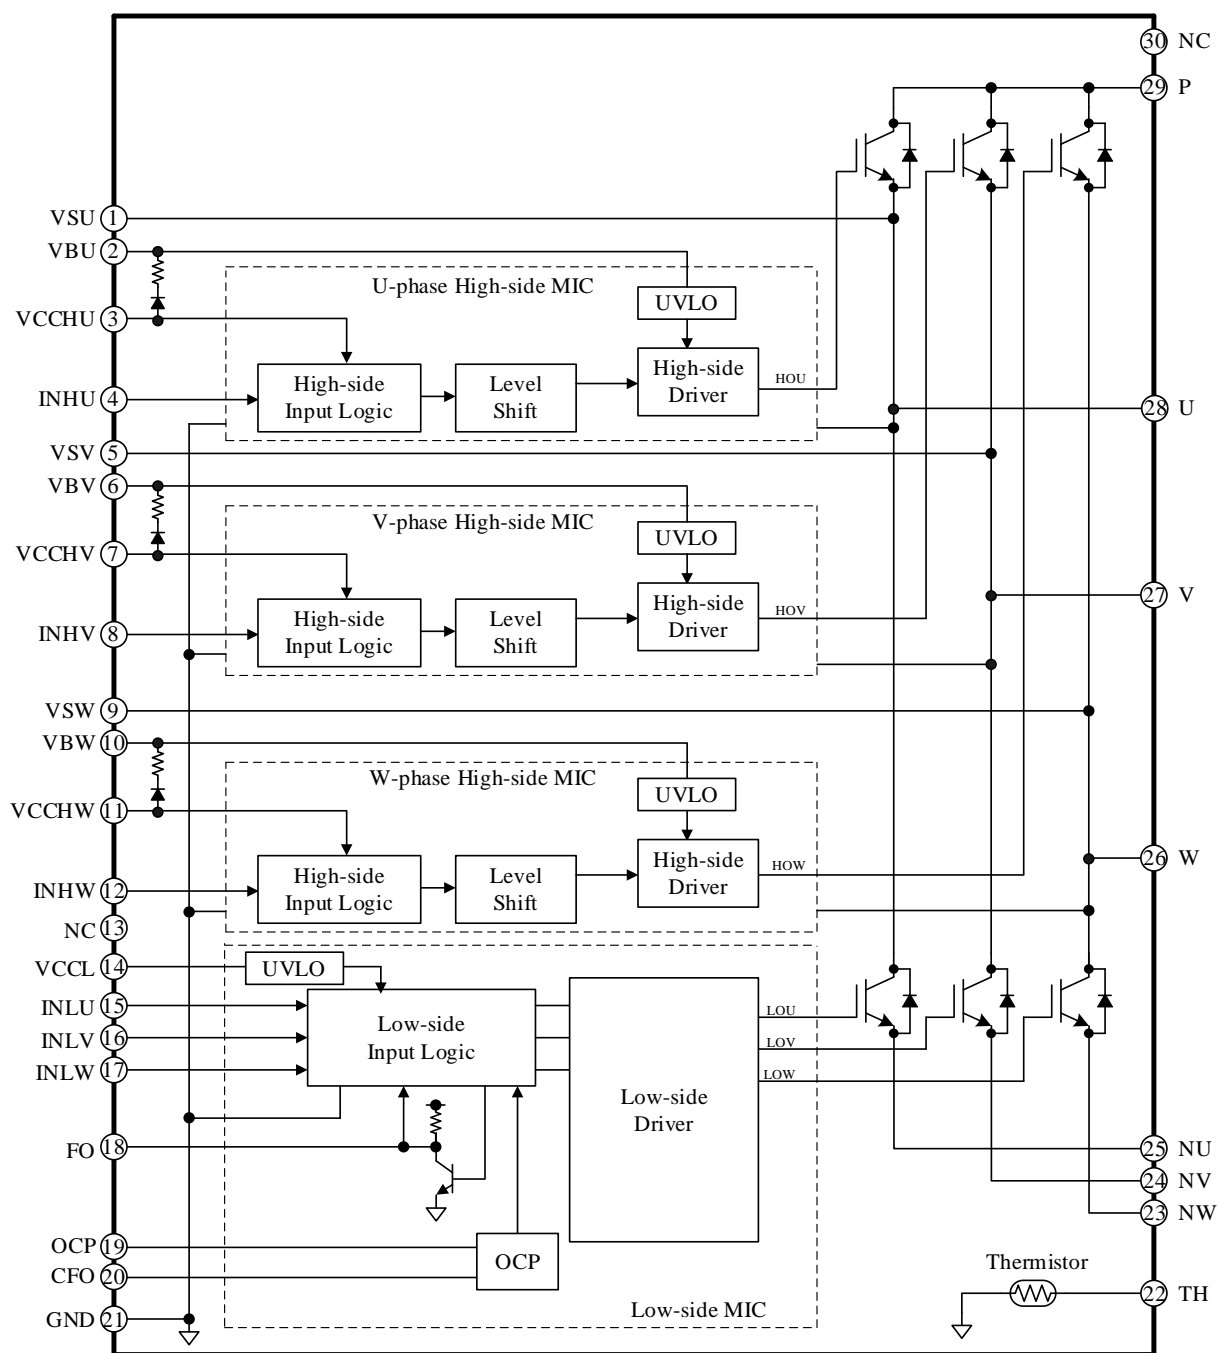 30 NC
29 P
VSU 1
VBU 2
U-phase High-side MIC
UVLO
VCCHU 3
High-side
Input Logic
Level
Shift
High-side
Driver
HOU
INHU 4
28 U
VSV 5
VBV 6
V-phase High-side MIC
UVLO
VCCHV 7
High-side
Input Logic
Level
Shift
High-side
Driver
HOV
27 V
INHV 8
VSW 9
VBW 10
W-phase High-side MIC
UVLO
VCCHW 11
High-side
Input Logic
Level
Shift
High-side
Driver
HOW
26 W
INHW 12
NC 13
VCCL 14
UVLO
INLU 15
INLV 16
INLW 17
Low-side
Input Logic
LOU
LOV
LOW
Low-side
Driver
FO 18
25 NU
24 NV
23 NW
OCP 19
CFO 20
OCP
Thermistor
22 TH
GND 21
Low-side MIC